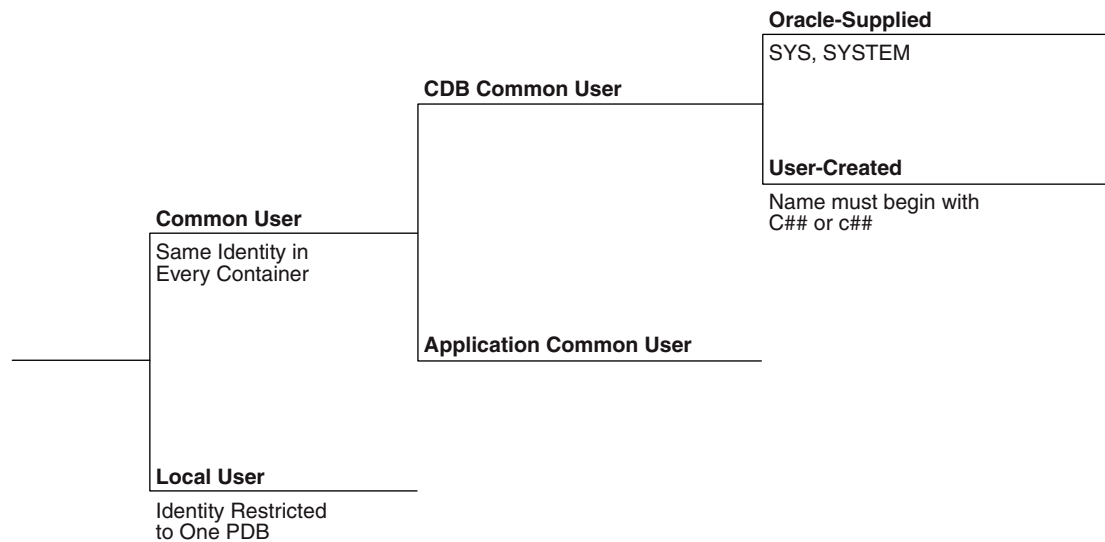 Oracle-Supplied
SYS, SYSTEM
CDB Common User
User-Created
Name must begin with
C## or c##
Common User
Same Identity in
Every Container
Application Common User
Local User
Identity Restricted
to One PDB